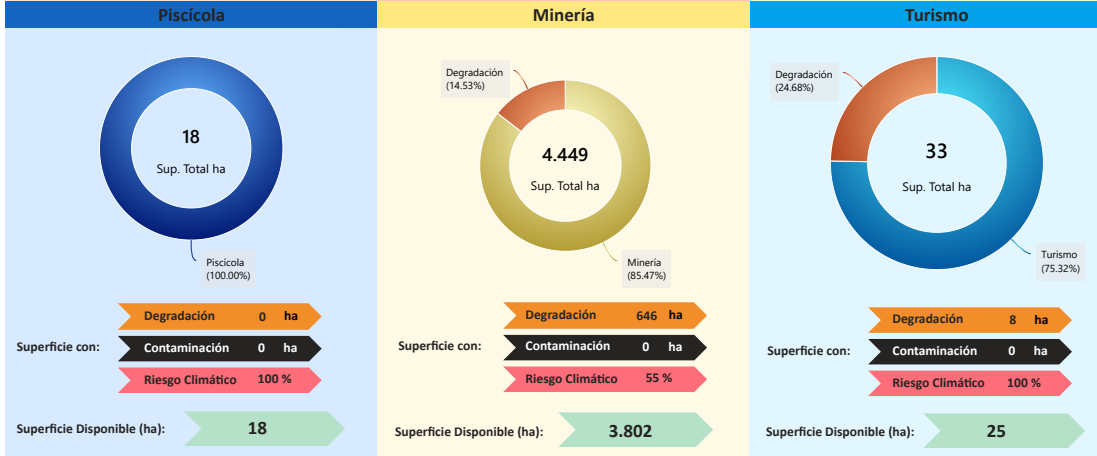 Piscícola
18
Sup. Total ha
Piscícola
(100.00%)
Superficie con:
Degradación 0 ha
Contaminación 0 ha
Riesgo Climático 100 %
Superficie Disponible (ha): 18
Minería
Degradación
(14.53%)
4.449
Sup. Total ha
Minería
(85.47%)
Superficie con:
Degradación 646 ha
Contaminación 0 ha
Riesgo Climático 55 %
Superficie Disponible (ha): 3.802
Turismo
Degradación
(24.68%)
33
Sup. Total ha
Turismo
(75.32%)
Superficie con:
Degradación 8 ha
Contaminación 0 ha
Riesgo Climático 100 %
Superficie Disponible (ha): 25